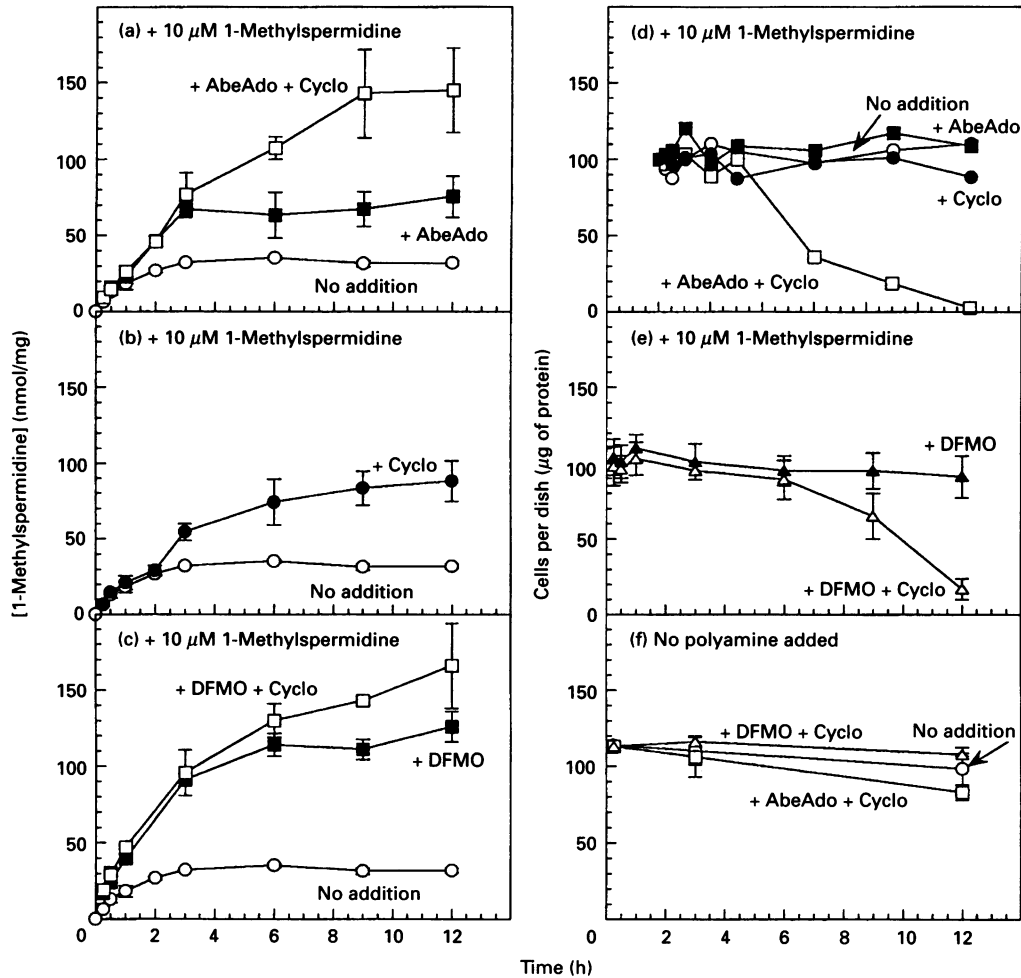 [1-Methylspermidine] (nmol/mg)
(a) + 10 µM 1-Methylspermidine
150
100
50
0
+ AbeAdo + Cyclo
+ AbeAdo
No addition
(b) + 10 µM 1-Methylspermidine
150
100
50
0
+ Cyclo
No addition
(c) + 10 µM 1-Methylspermidine
150
100
50
0
+ DFMO + Cyclo
+ DFMO
No addition
0 2 4 6 8 10 12
Cells per dish (µg of protein)
(d) + 10 µM 1-Methylspermidine
150
100
50
0
No addition
+ AbeAdo
+ Cyclo
+ AbeAdo + Cyclo
(e) + 10 µM 1-Methylspermidine
150
100
50
0
+ DFMO
+ DFMO + Cyclo
(f) No polyamine added
150
100
50
+ DFMO + Cyclo
No addition
+ AbeAdo + Cyclo
0 2 4 6 8 10 12
Time (h)